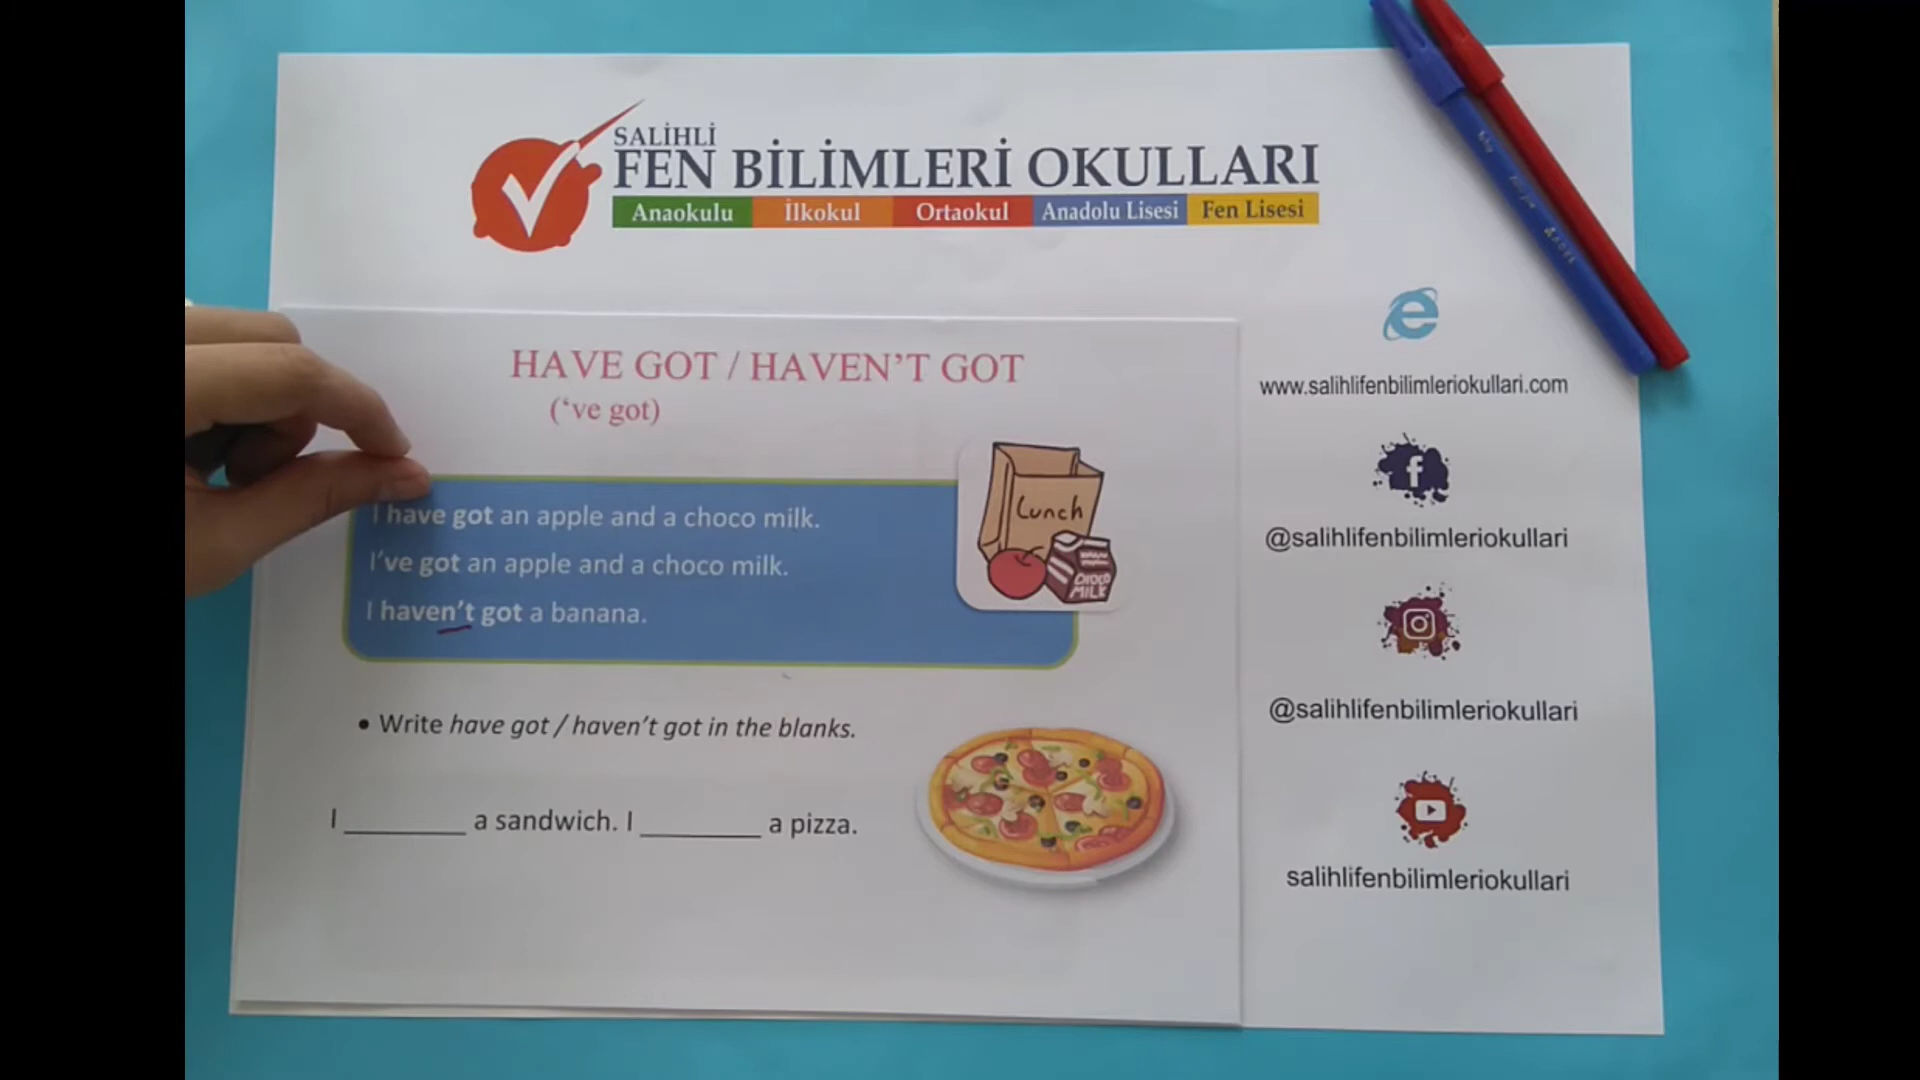 SALİHLİ
FEN BİLİMLERİ OKULLARI
Anaokulu İlkokul Ortaokul Anadolu Lisesi Fen Lisesi
HAVE GOT / HAVEN'T GOT
(‘ve got)
I have got an apple and a choco milk.
I've got an apple and a choco milk.
I haven't got a banana.
Lunch
CHOCO
MILK
• Write have got / haven't got in the blanks.
I _________ a sandwich. I _________ a pizza.
www.salihlifenbilimleriokullari.com
@salihlifenbilimleriokullari
@salihlifenbilimleriokullari
salihlifenbilimleriokullari